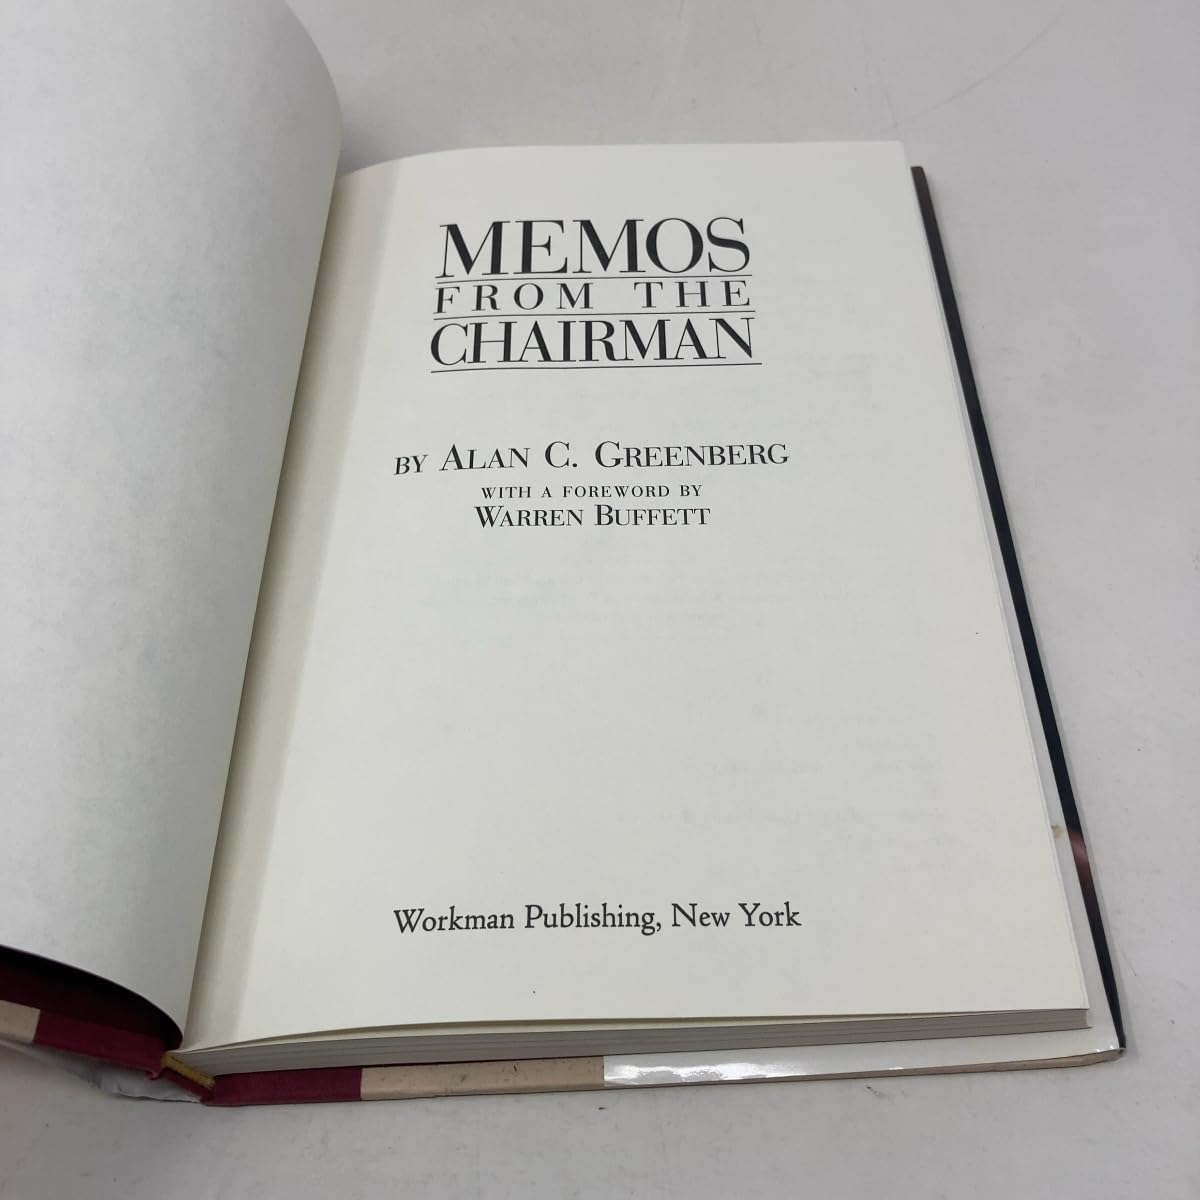 MEMOS
FROM THE
CHAIRMAN
BY ALAN C. GREENBERG
WITH A FOREWORD BY
WARREN BUFFETT
Workman Publishing, New York